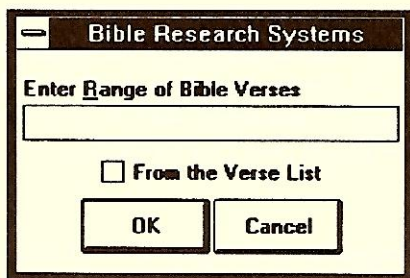 Bible Research Systems
Enter Range of Bible Verses
From the Verse List
OK Cancel